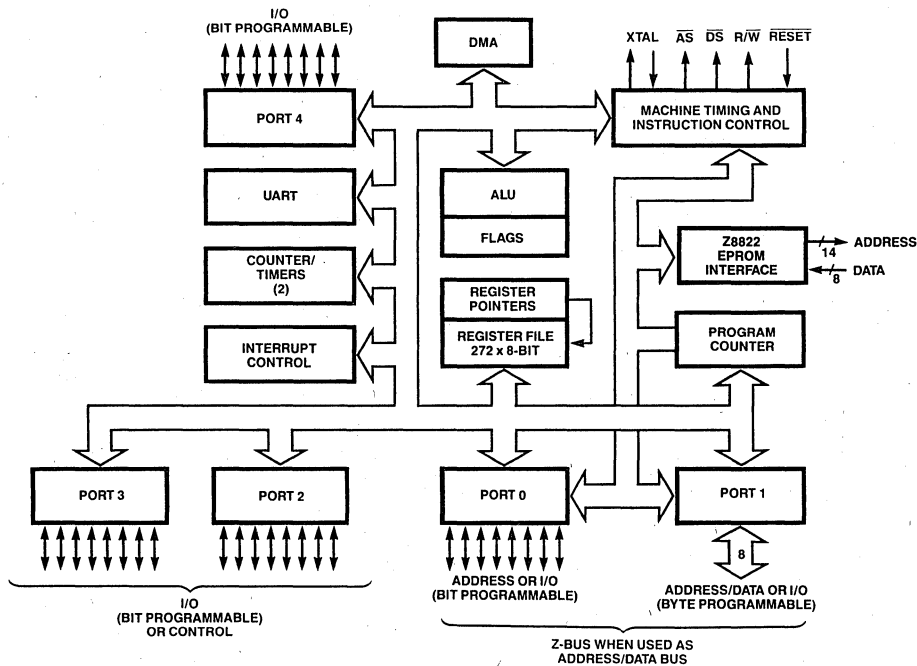 I/O
(BIT PROGRAMMABLE)
DMA
XTAL AS DS R/W RESET
PORT 4
MACHINE TIMING AND
INSTRUCTION CONTROL
UART
ALU
FLAGS
COUNTER/
TIMERS
(2)
Z8822
EPROM
INTERFACE
14
ADDRESS
8
DATA
REGISTER
POINTERS
REGISTER FILE
272 x 8-BIT
INTERRUPT
CONTROL
PROGRAM
COUNTER
PORT 3
PORT 2
PORT 0
PORT 1
8
I/O
(BIT PROGRAMMABLE)
OR CONTROL
ADDRESS OR I/O
(BIT PROGRAMMABLE)
ADDRESS/DATA OR I/O
(BYTE PROGRAMMABLE)
Z-BUS WHEN USED AS
ADDRESS/DATA BUS